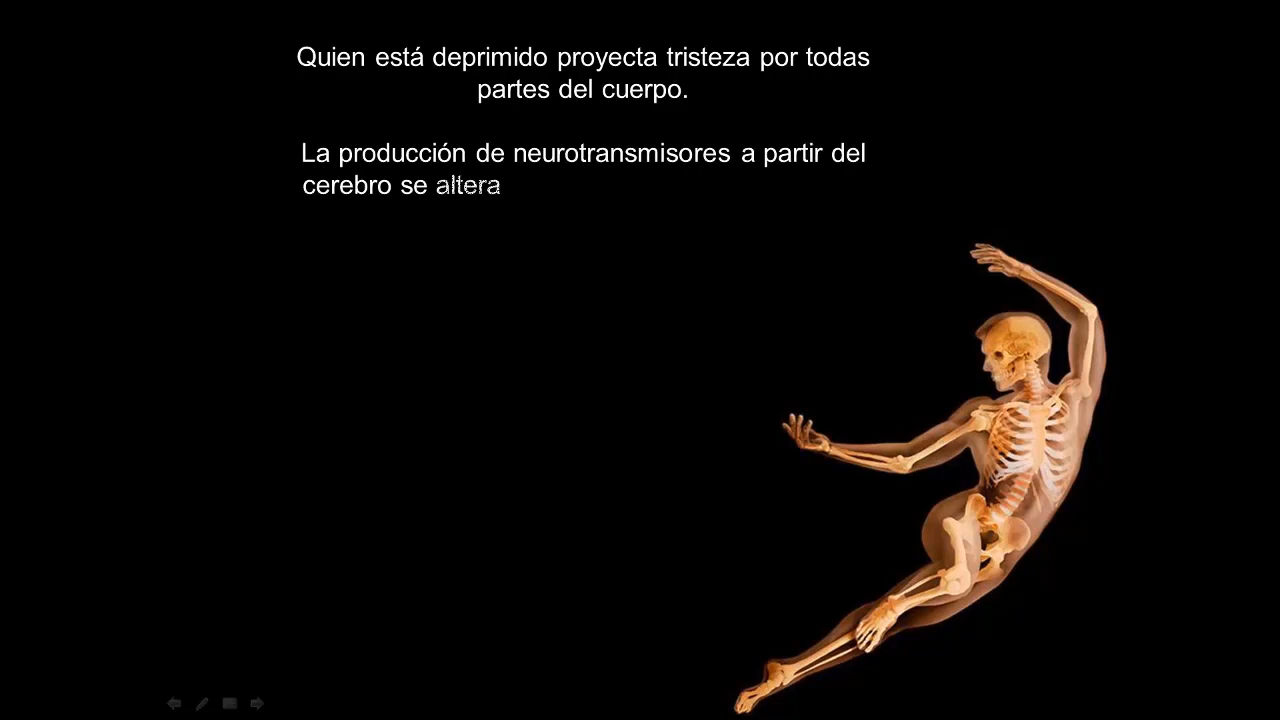 Quien está deprimido proyecta tristeza por todas
partes del cuerpo.
La producción de neurotransmisores a partir del
cerebro se altera